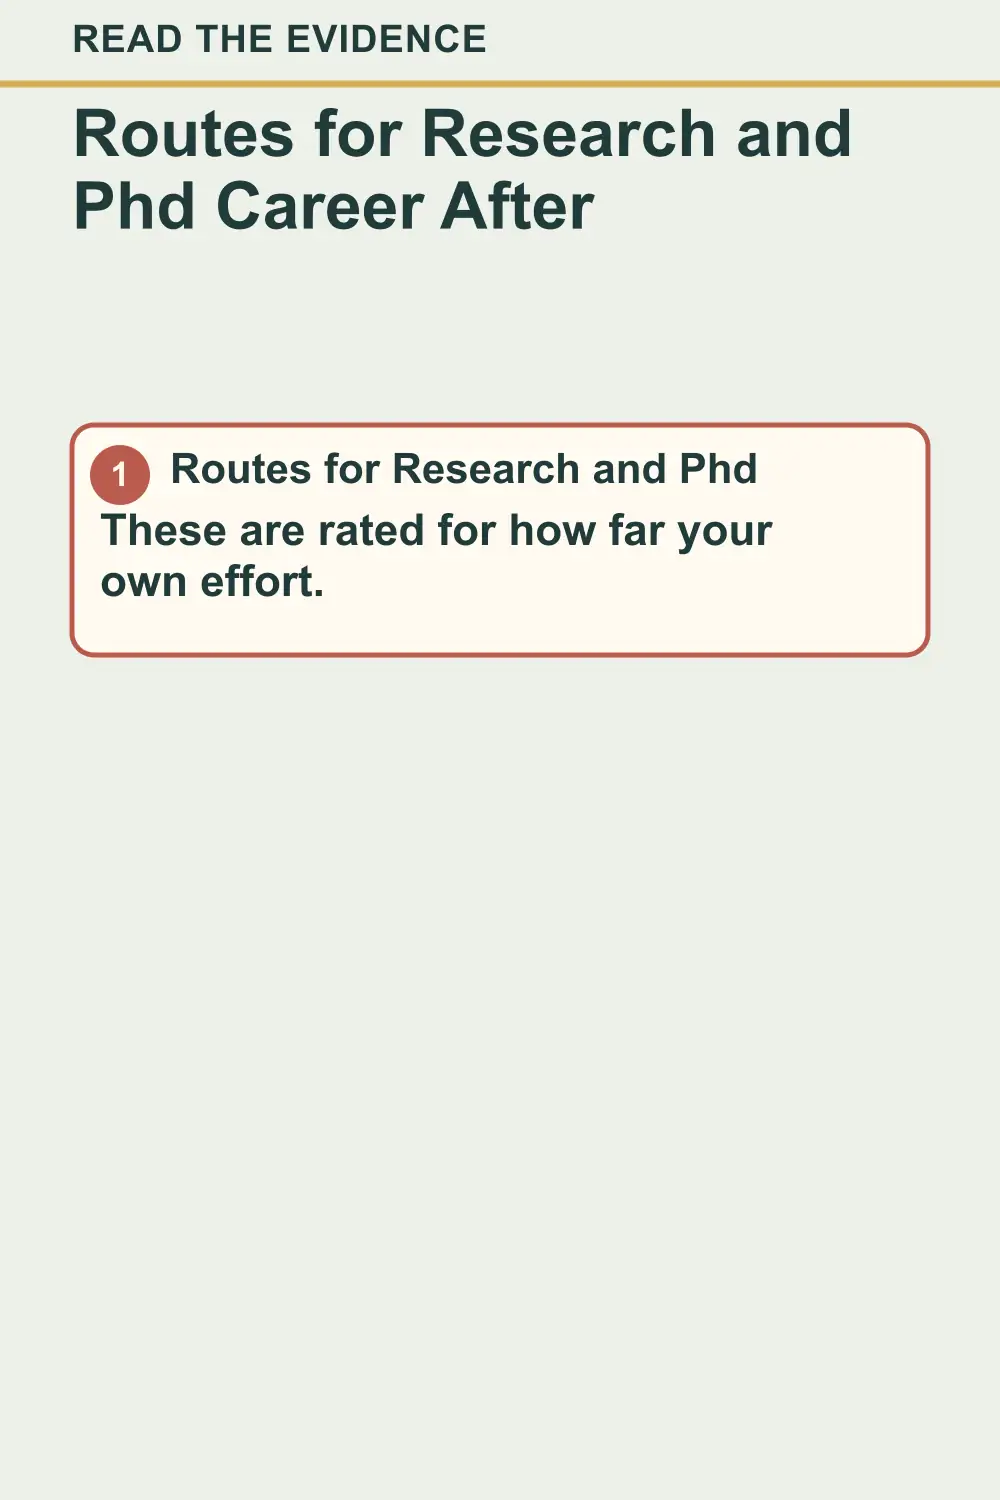 READ THE EVIDENCE
Routes for Research and
Phd Career After
1 Routes for Research and Phd
These are rated for how far your
own effort.